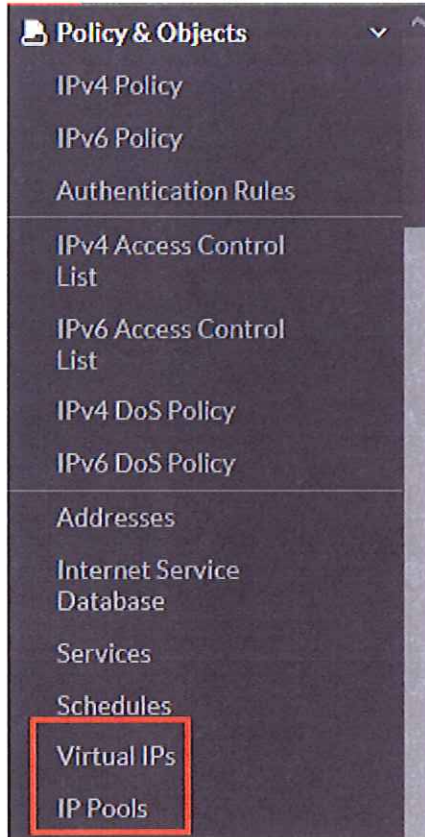 Policy & Objects
IPv4 Policy
IPv6 Policy
Authentication Rules
IPv4 Access Control
List
IPv6 Access Control
List
IPv4 DoS Policy
IPv6 DoS Policy
Addresses
Internet Service
Database
Services
Schedules
Virtual IPs
IP Pools